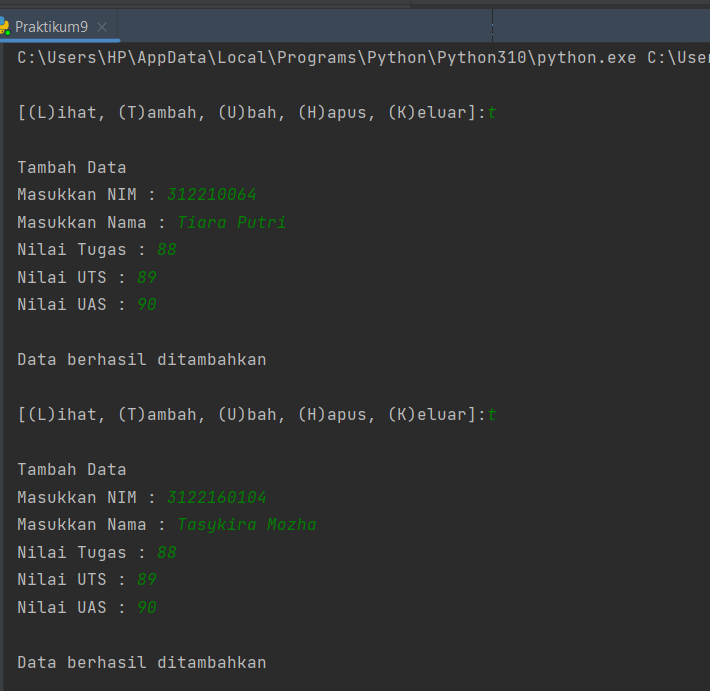 Praktikum9
C:\Users\HP\AppData\Local\Programs\Python\Python310\python.exe
[(L)ihat, (T)ambah, (U)bah, (H)apus, (K)eluar]:t
Tambah Data
Masukkan NIM : 312210064
Masukkan Nama : Tiara Putri
Nilai Tugas : 88
Nilai UTS : 89
Nilai UAS : 90
Data berhasil ditambahkan
[(L)ihat, (T)ambah, (U)bah, (H)apus, (K)eluar]:t
Tambah Data
Masukkan NIM : 3122160104
Masukkan Nama : Tasykira Mozha
Nilai Tugas : 88
Nilai UTS : 89
Nilai UAS : 90
Data berhasil ditambahkan